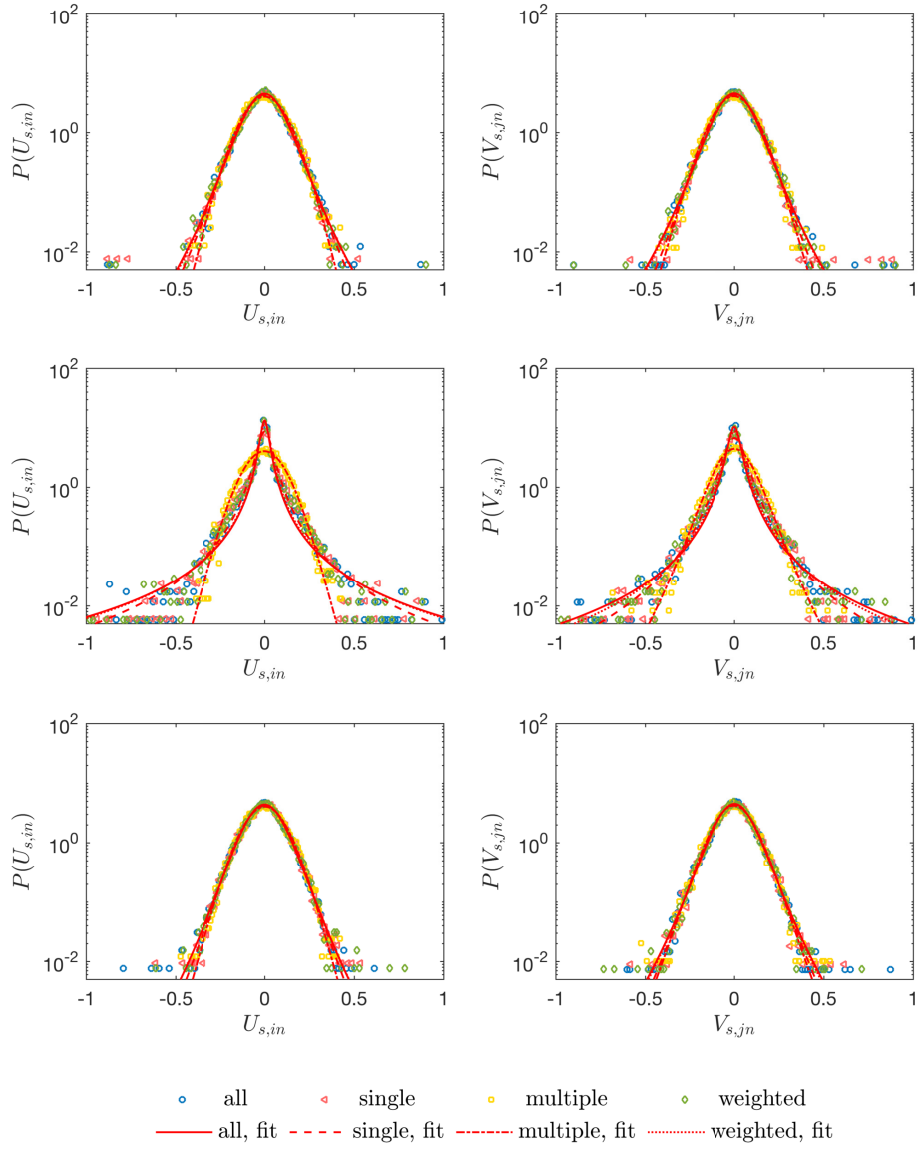 10^2
10^0
10^-2
P(U_{s,in})
-1 -0.5 0 0.5 1
U_{s,in}
10^2
10^0
10^-2
P(V_{s,jn})
-1 -0.5 0 0.5 1
V_{s,jn}
10^2
10^0
10^-2
P(U_{s,in})
-1 -0.5 0 0.5 1
U_{s,in}
10^2
10^0
10^-2
P(V_{s,jn})
-1 -0.5 0 0.5 1
V_{s,jn}
10^2
10^0
10^-2
P(U_{s,in})
-1 -0.5 0 0.5 1
U_{s,in}
10^2
10^0
10^-2
P(V_{s,jn})
-1 -0.5 0 0.5 1
V_{s,jn}
all single multiple weighted
all, fit single, fit multiple, fit weighted, fit